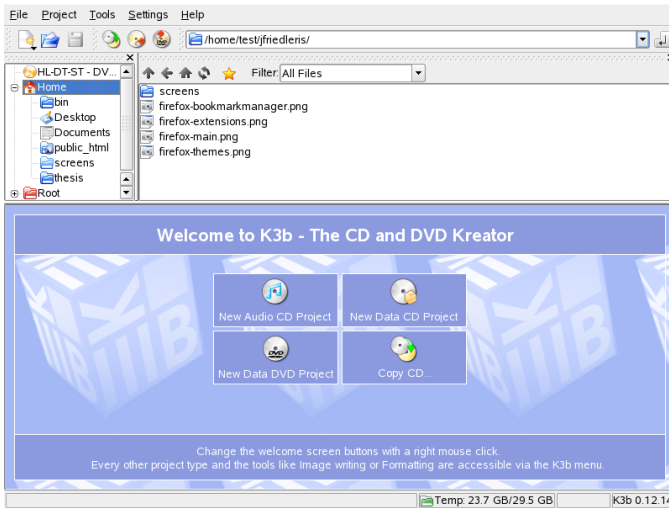 File Project Tools Settings Help
/home/test/jfriedleris/
HL-DT-ST - DV...
Home
bin
Desktop
Documents
public_html
screens
thesis
Root
Filter: All Files
screens
firefox-bookmarkmanager.png
firefox-extensions.png
firefox-main.png
firefox-themes.png
Welcome to K3b - The CD and DVD Kreator
New Audio CD Project
New Data CD Project
New Data DVD Project
Copy CD...
Change the welcome screen buttons with a right mouse click.
Every other project type and the tools like Image writing or Formatting are accessible via the K3b menu.
Temp: 23.7 GB/29.5 GB
K3b 0.12.14